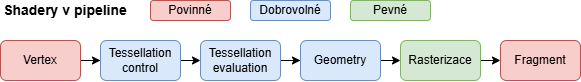 Shadery v pipeline
Povinné
Dobrovolné
Pevné
Vertex
Tessellation
control
Tessellation
evaluation
Geometry
Rasterizace
Fragment